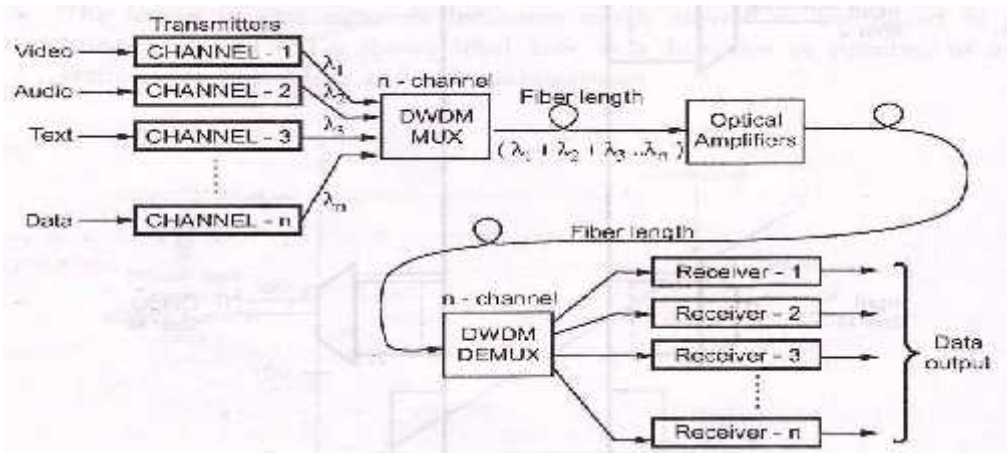 Transmitters
Video
CHANNEL - 1
λ1
Audio
CHANNEL - 2
λ2
Text
CHANNEL - 3
λ3
Data
CHANNEL - n
λn
n - channel
DWDM
MUX
Fiber length
( λ1 + λ2 + λ3 ..λn )
Optical
Amplifiers
Fiber length
n - channel
DWDM
DEMUX
Receiver - 1
Receiver - 2
Receiver - 3
Receiver - n
Data
output